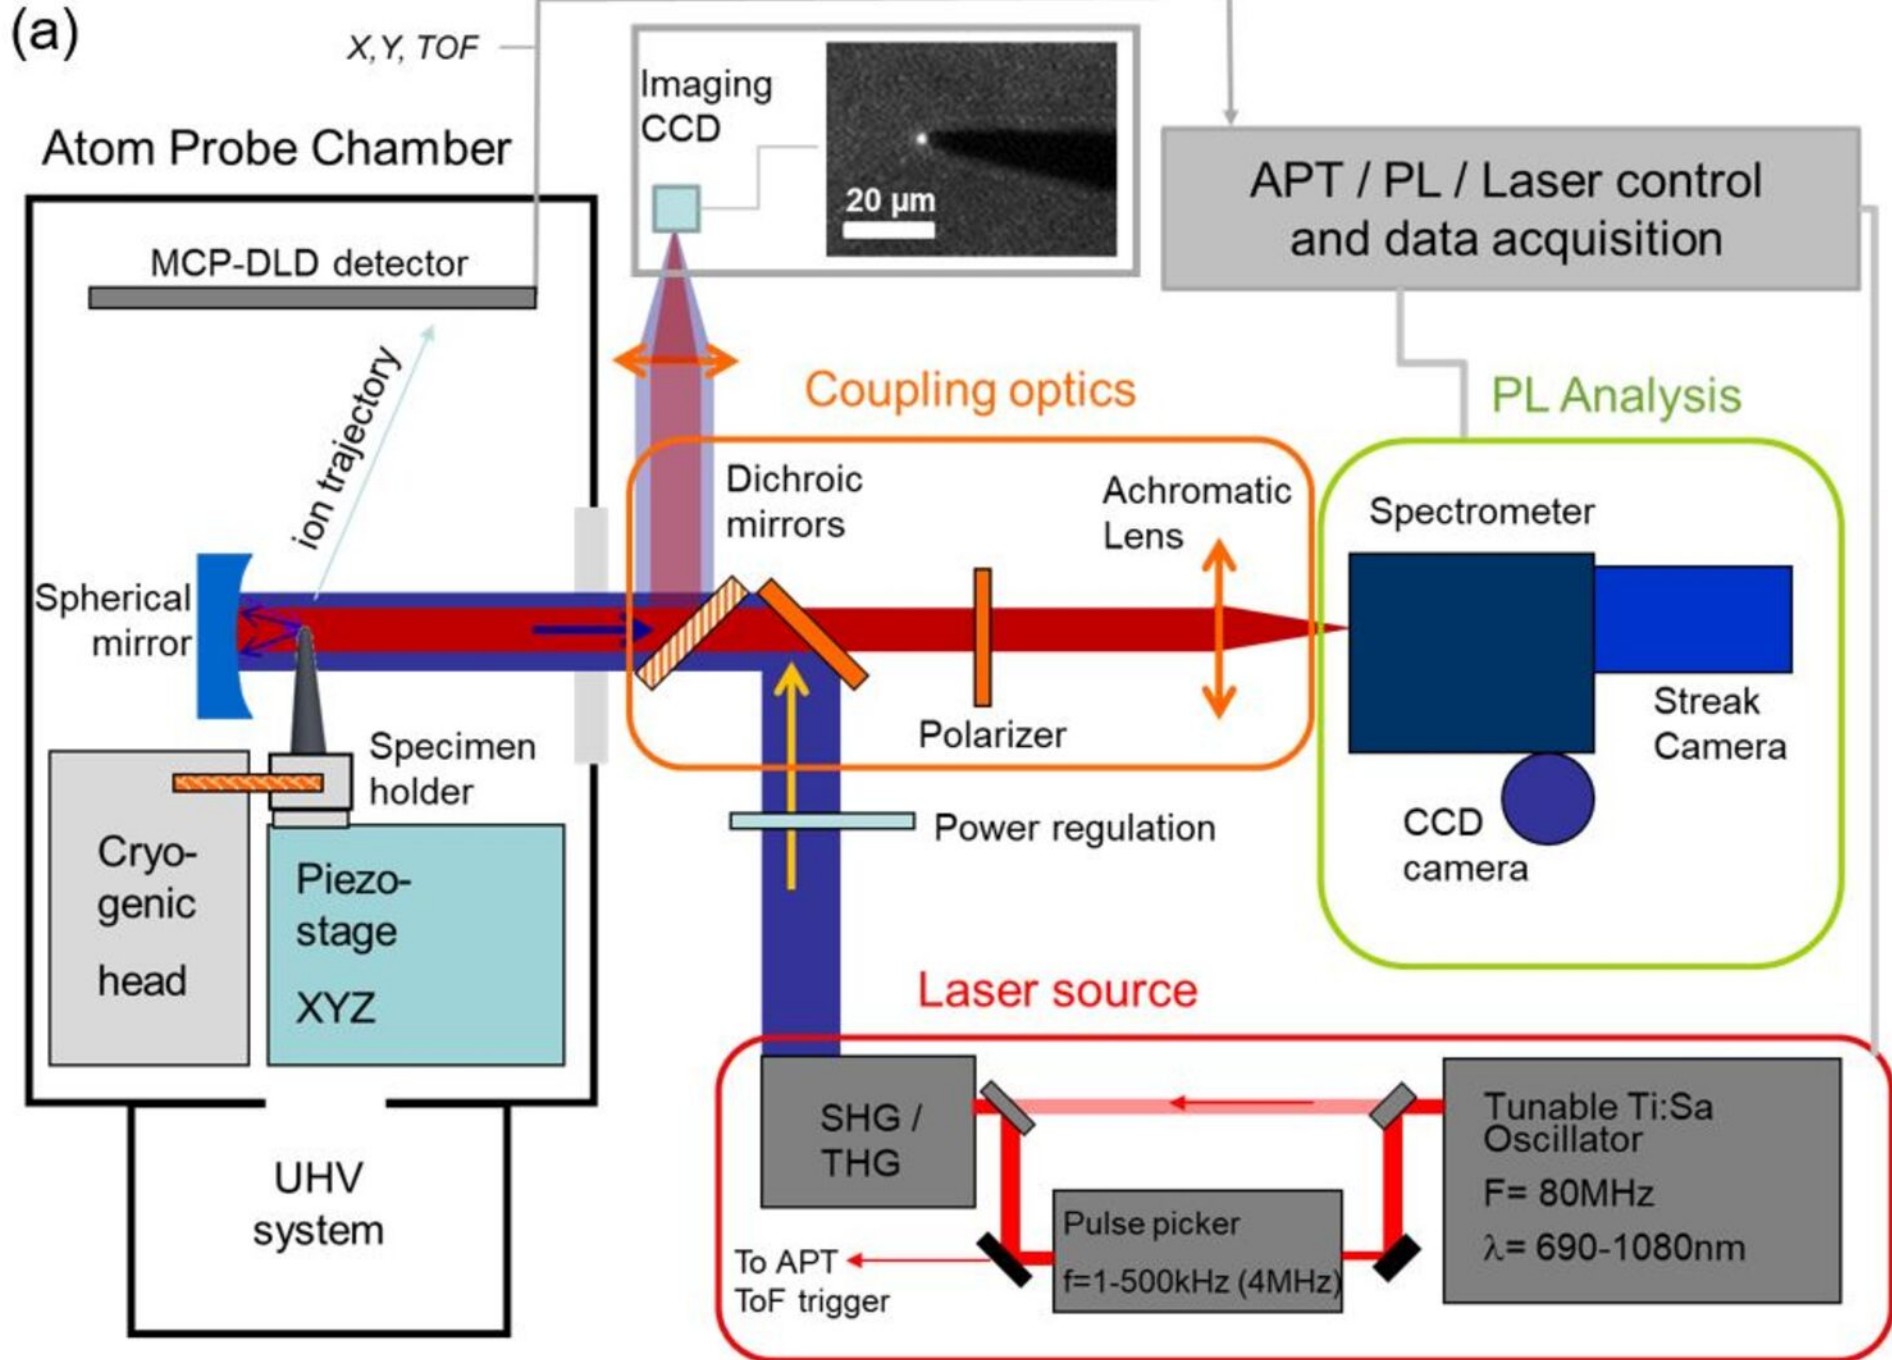 (a)
X,Y, TOF
Atom Probe Chamber
MCP-DLD detector
ion trajectory
Spherical
mirror
Specimen
holder
Cryo-
genic
head
Piezo-
stage
XYZ
UHV
system
Imaging
CCD
20 µm
APT / PL / Laser control
and data acquisition
Coupling optics
Dichroic
mirrors
Achromatic
Lens
Polarizer
Power regulation
PL Analysis
Spectrometer
Streak
Camera
CCD
camera
Laser source
SHG /
THG
Tunable Ti:Sa
Oscillator
F= 80MHz
λ= 690-1080nm
Pulse picker
f=1-500kHz (4MHz)
To APT
ToF trigger